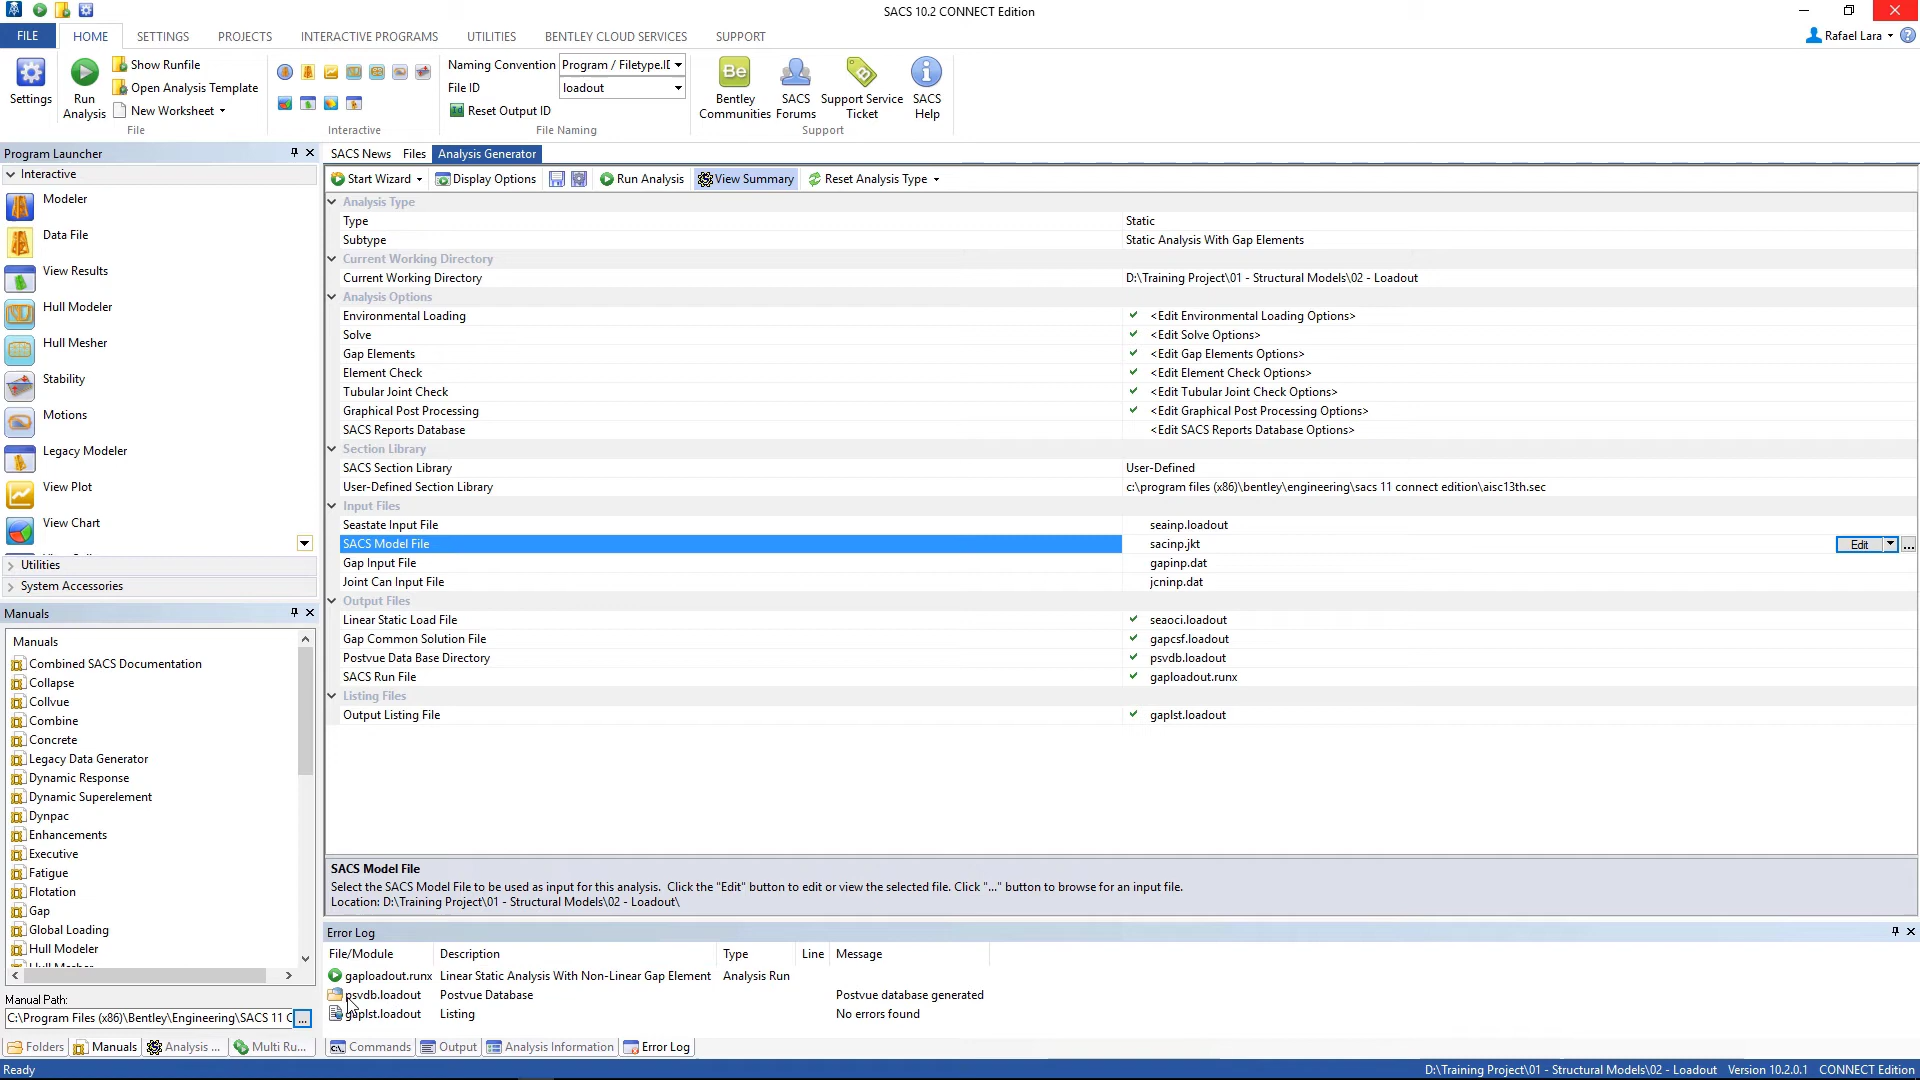 SACS 10.2 CONNECT Edition
FILE HOME SETTINGS PROJECTS INTERACTIVE PROGRAMS UTILITIES BENTLEY CLOUD SERVICES SUPPORT
Rafael Lara
Settings
Run
Analysis
Show Runfile
Open Analysis Template
New Worksheet
File
Interactive
Naming Convention Program / Filetype.IE
File ID loadout
Id Reset Output ID
File Naming
Be
Bentley
Communities
SACS
Forums
Support Service
Ticket
SACS
Help
Support
Program Launcher
Interactive
Modeler
Data File
View Results
Hull Modeler
Hull Mesher
Stability
Motions
Legacy Modeler
View Plot
View Chart
Utilities
System Accessories
Manuals
Manuals
Combined SACS Documentation
Collapse
Collvue
Combine
Concrete
Legacy Data Generator
Dynamic Response
Dynamic Superelement
Dynpac
Enhancements
Executive
Fatigue
Flotation
Gap
Global Loading
Hull Modeler
Hull Mesher
Manual Path:
C:\Program Files (x86)\Bentley\Engineering\SACS 11 C ...
Folders Manuals Analysis ... Multi Ru...
SACS News Files Analysis Generator
Start Wizard Display Options Run Analysis View Summary Reset Analysis Type
Analysis Type
Type Static
Subtype Static Analysis With Gap Elements
Current Working Directory
Current Working Directory D:\Training Project\01 - Structural Models\02 - Loadout
Analysis Options
Environmental Loading <Edit Environmental Loading Options>
Solve <Edit Solve Options>
Gap Elements <Edit Gap Elements Options>
Element Check <Edit Element Check Options>
Tubular Joint Check <Edit Tubular Joint Check Options>
Graphical Post Processing <Edit Graphical Post Processing Options>
SACS Reports Database <Edit SACS Reports Database Options>
Section Library
SACS Section Library User-Defined
User-Defined Section Library c:\program files (x86)\bentley\engineering\sacs 11 connect edition\aisc13th.sec
Input Files
Seastate Input File seainp.loadout
SACS Model File sacinp.jkt Edit ...
Gap Input File gapinp.dat
Joint Can Input File jcninp.dat
Output Files
Linear Static Load File seaoci.loadout
Gap Common Solution File gapcsf.loadout
Postvue Data Base Directory psvdb.loadout
SACS Run File gaploadout.runx
Listing Files
Output Listing File gaplst.loadout
SACS Model File
Select the SACS Model File to be used as input for this analysis. Click the "Edit" button to edit or view the selected file. Click "..." button to browse for an input file.
Location: D:\Training Project\01 - Structural Models\02 - Loadout\
Error Log
File/Module Description Type Line Message
gaploadout.runx Linear Static Analysis With Non-Linear Gap Element Analysis Run
psvdb.loadout Postvue Database Postvue database generated
gaplst.loadout Listing No errors found
Commands Output Analysis Information Error Log
Ready D:\Training Project\01 - Structural Models\02 - Loadout Version 10.2.0.1 CONNECT Edition